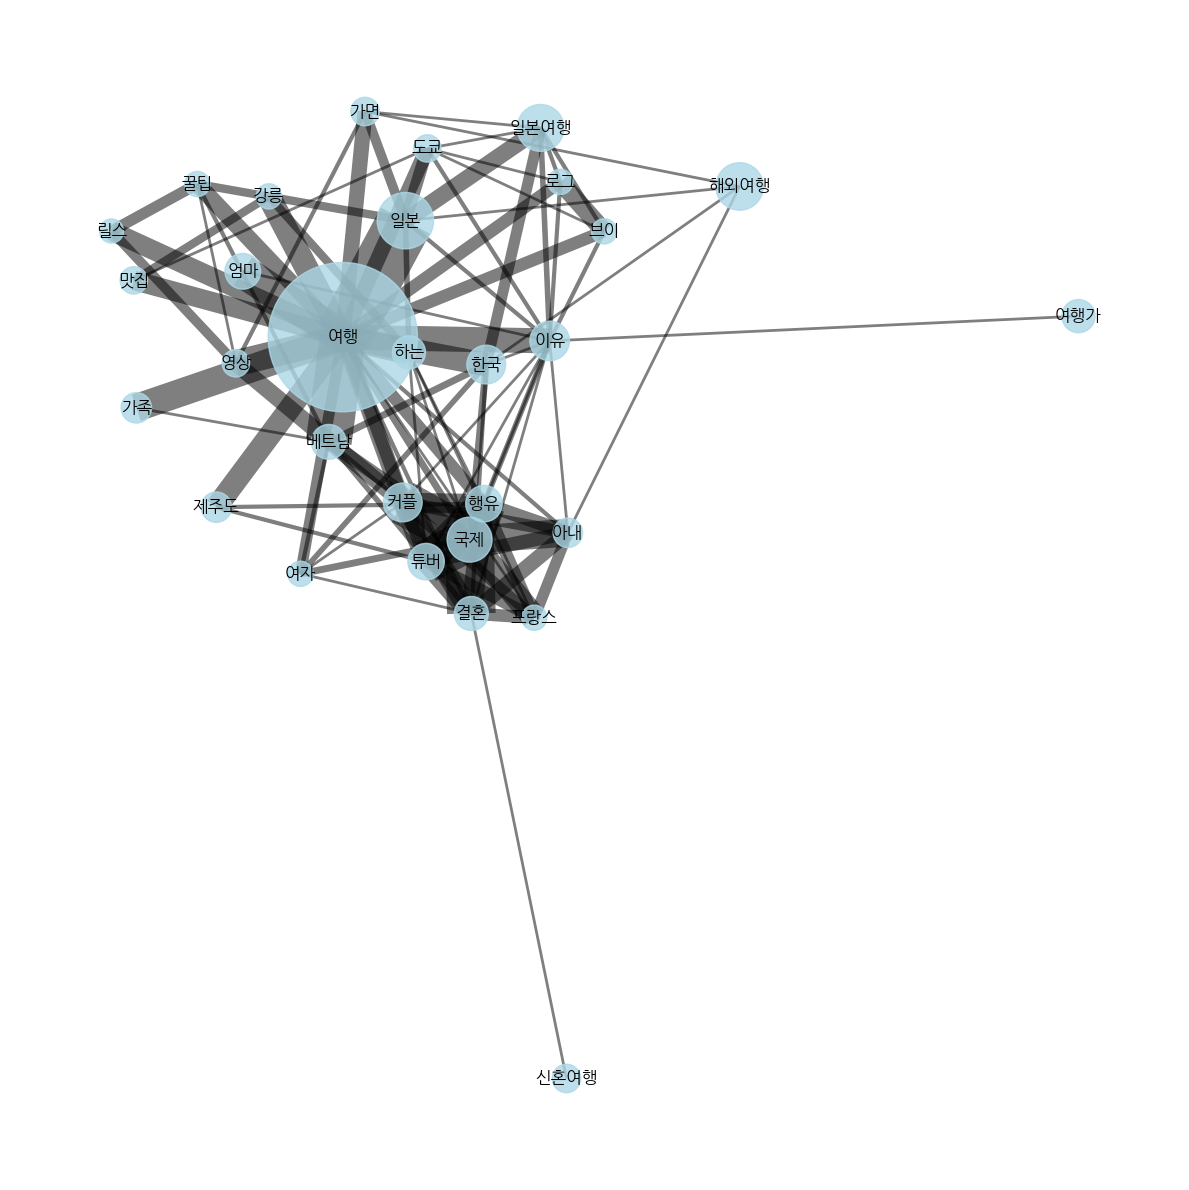 가면
일본여행
도쿄
로그
꿀팁
강릉
해외여행
일본
릴스
브이
엄마
맛집
여행가
여행
이유
하는
영상
한국
가족
베트남
커플
행유
제주도
아내
국제
튜버
여자
결혼
프랑스
신혼여행